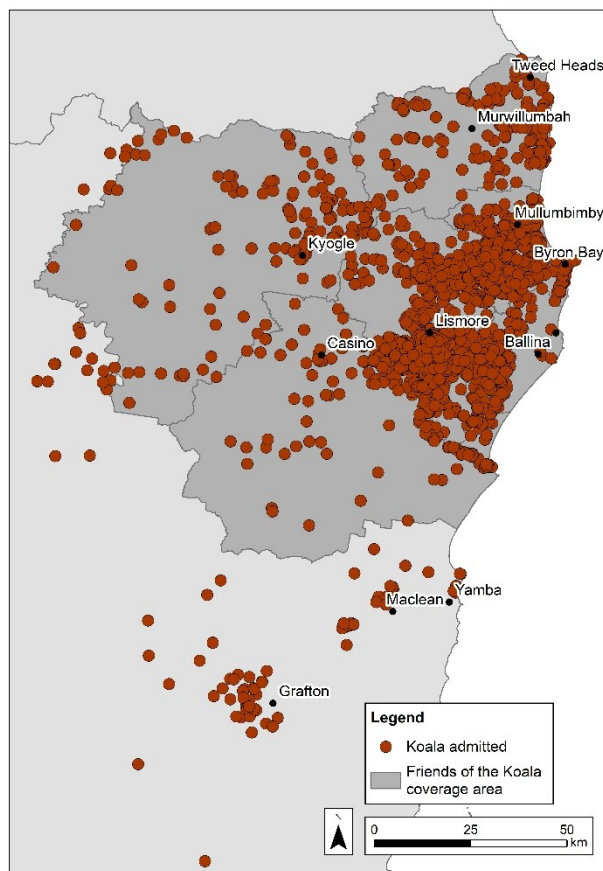 Tweed Heads
Murwillumbah
Mullumbimby
Byron Bay
Kyogle
Lismore
Casino
Ballina
Yamba
Maclean
Grafton
Legend
Koala admitted
Friends of the Koala
coverage area
N
0 25 50
km